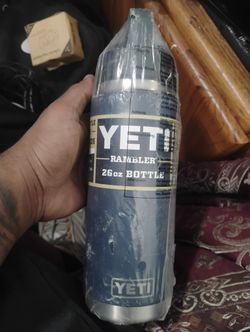 YETI
RAMBLER
26oz BOTTLE
YETI